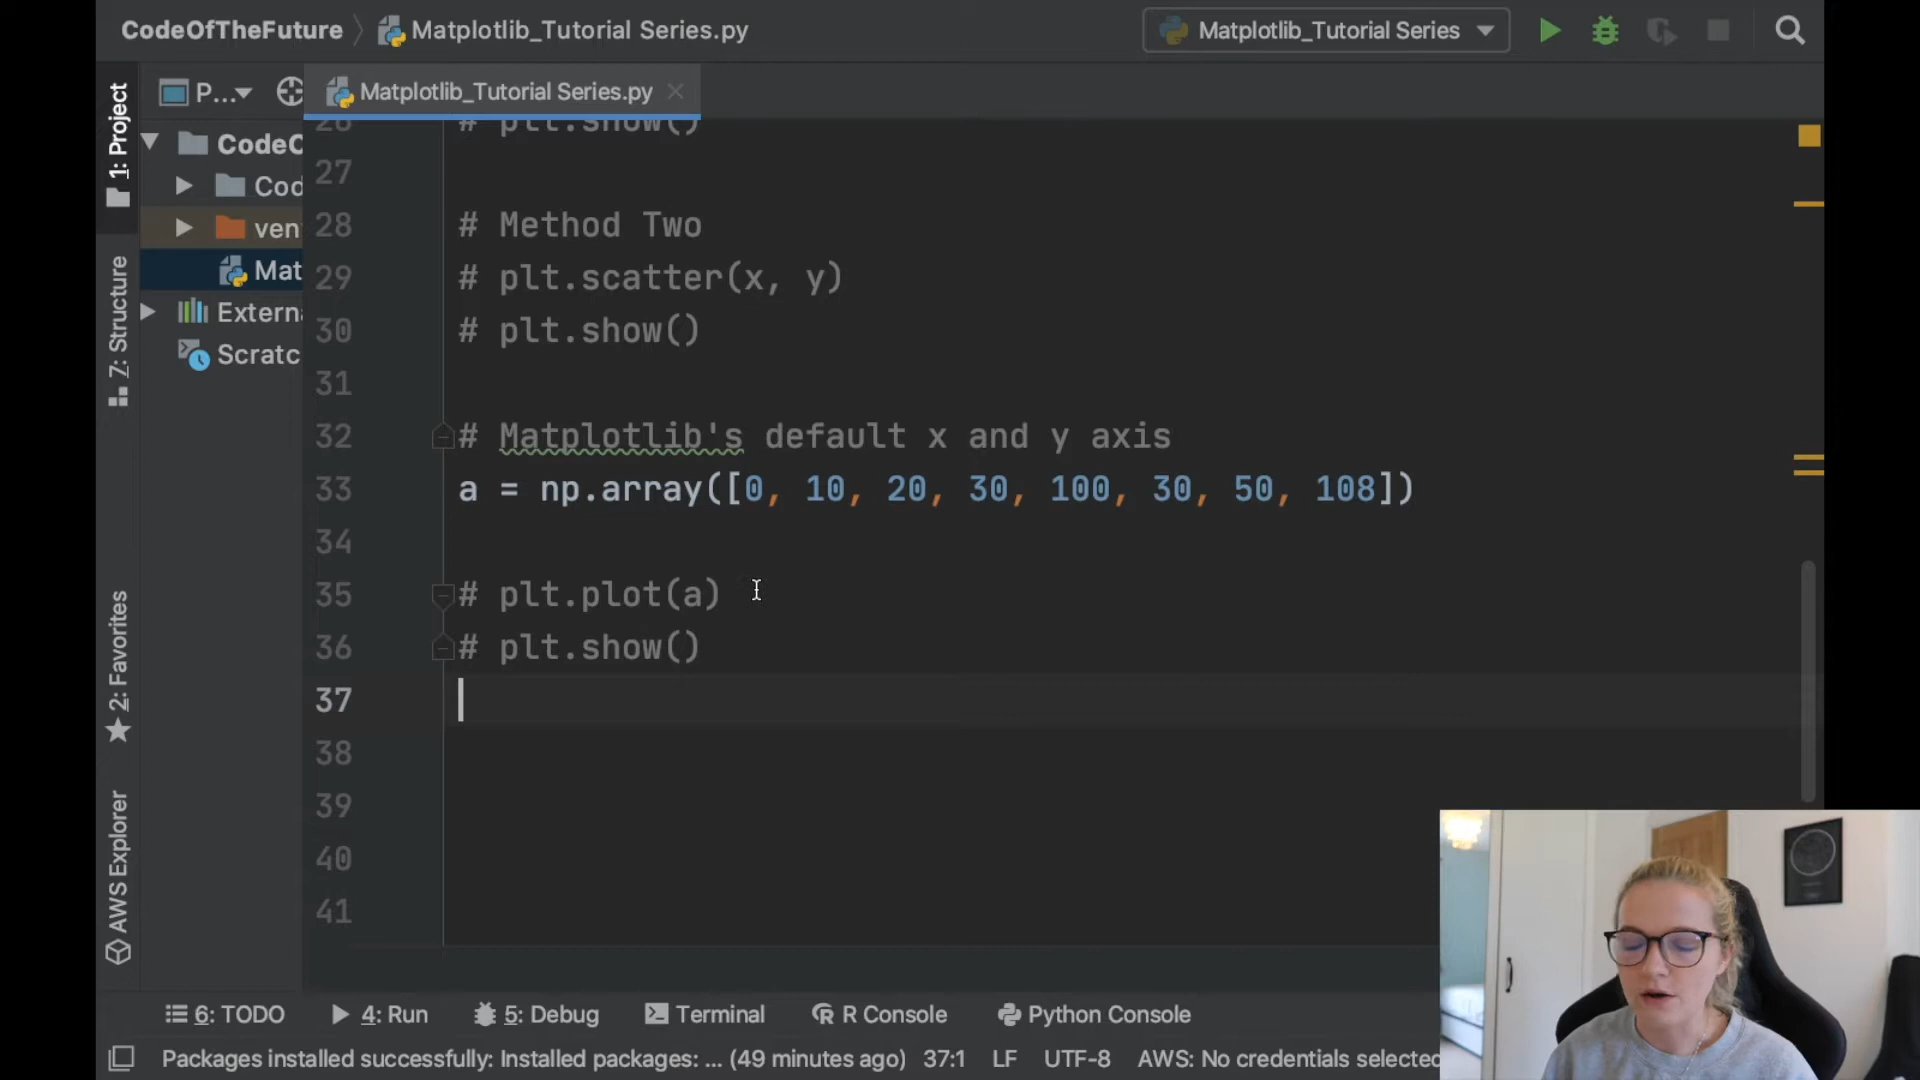 CodeOfTheFuture
Matplotlib_Tutorial Series.py
Matplotlib_Tutorial Series
1: Project
P...
Matplotlib_Tutorial Series.py
CodeC
Cod
ven
Mat
Extern
Scratc
Z: Structure
2: Favorites
AWS Explorer
26 # plt.show()
27
28 # Method Two
29 # plt.scatter(x, y)
30 # plt.show()
31
32 # Matplotlib's default x and y axis
33 a = np.array([0, 10, 20, 30, 100, 30, 50, 108])
34
35 # plt.plot(a)
36 # plt.show()
37
38
39
40
41
6: TODO
4: Run
5: Debug
Terminal
R Console
Python Console
Packages installed successfully: Installed packages: ... (49 minutes ago)
37:1
LF
UTF-8
AWS: No credentials selected